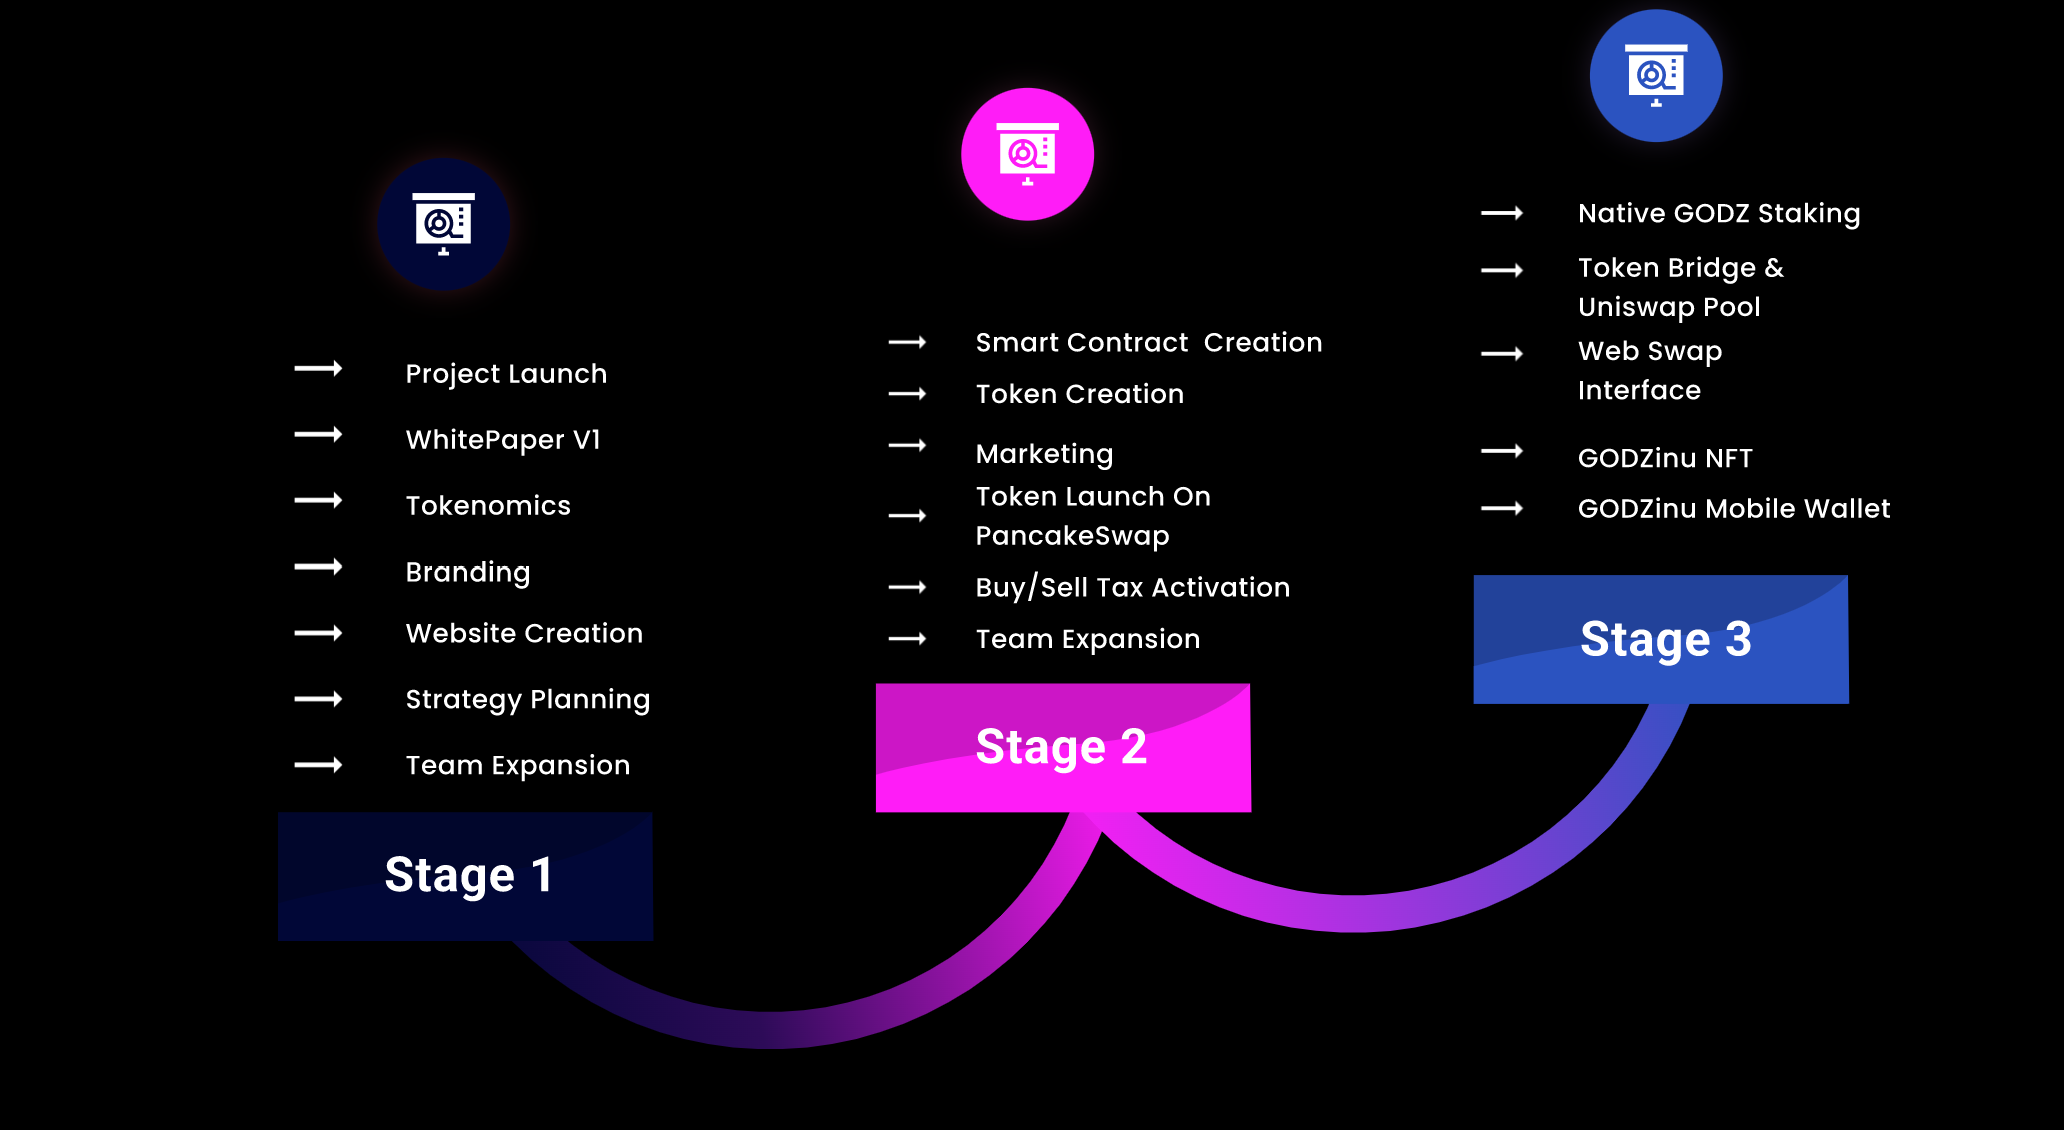 Project Launch
WhitePaper V1
Tokenomics
Branding
Website Creation
Strategy Planning
Team Expansion
Stage 1
Smart Contract  Creation
Token Creation
Marketing
Token Launch On
PancakeSwap
Buy/Sell Tax Activation
Team Expansion
Stage 2
Native GODZ Staking
Token Bridge &
Uniswap Pool
Web Swap
Interface
GODZinu NFT
GODZinu Mobile Wallet
Stage 3